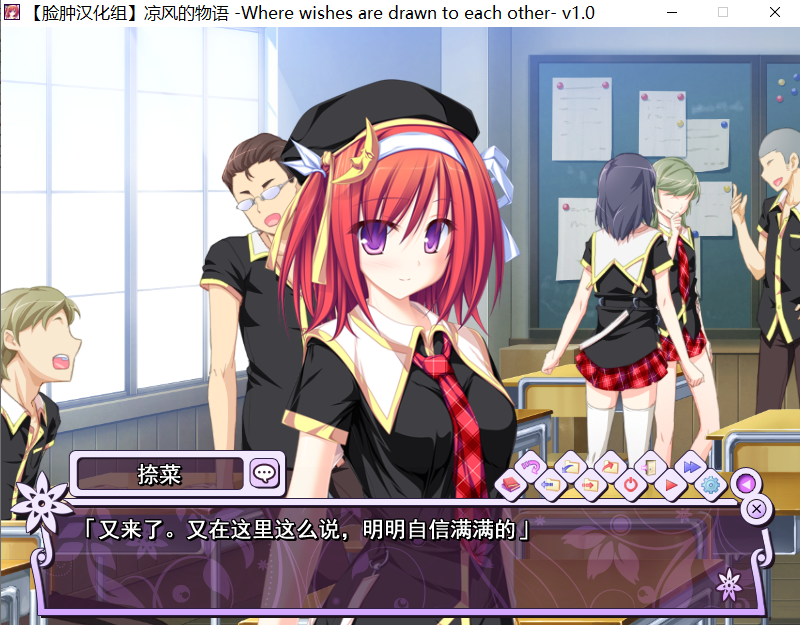 【脸肿汉化组】凉风的物语 -Where wishes are drawn to each other- v1.0
捺菜
「又来了。又在这里这么说，明明自信满满的」